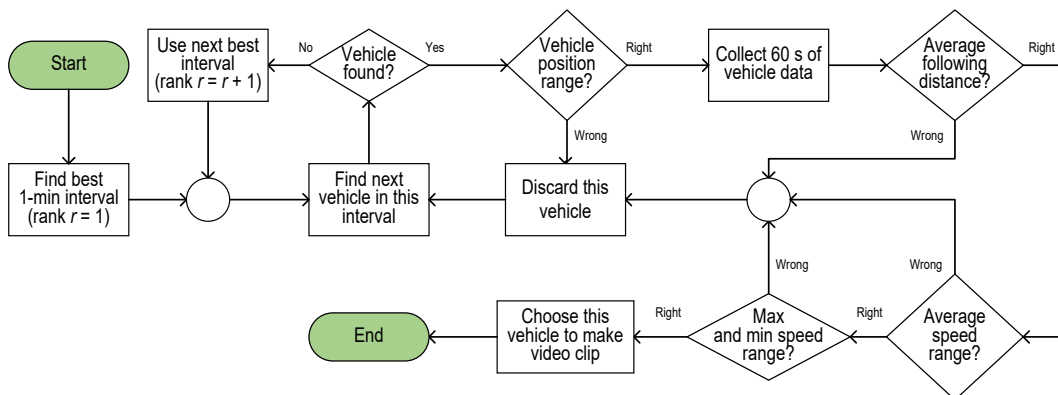 Start
Use next best
interval
(rank r = r + 1)
No
Vehicle
found?
Yes
Vehicle
position
range?
Right
Collect 60 s of
vehicle data
Average
following
distance?
Right
Wrong
Wrong
Find best
1-min interval
(rank r = 1)
Find next
vehicle in this
interval
Discard this
vehicle
Wrong
Wrong
End
Choose this
vehicle to make
video clip
Right
Max
and min speed
range?
Right
Average
speed
range?